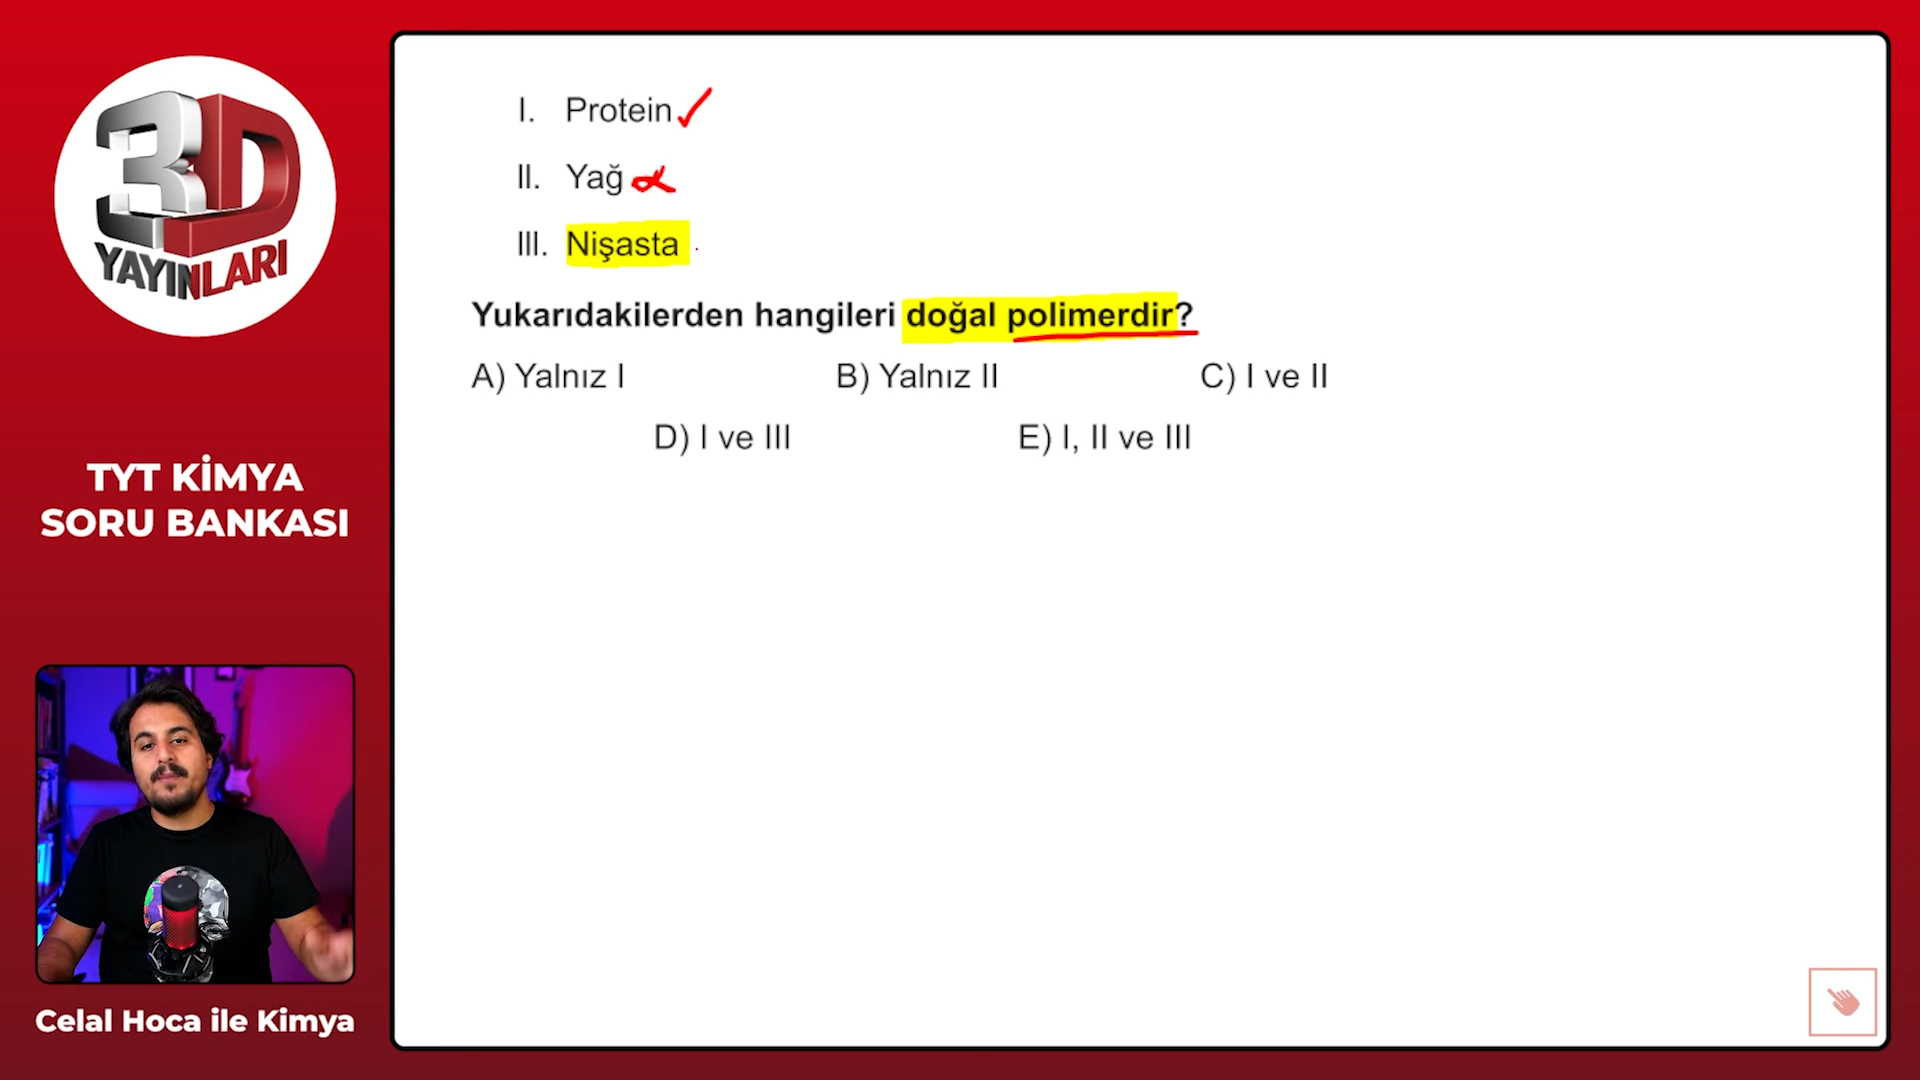 3D
YAYINLARI
TYT KİMYA
SORU BANKASI
Celal Hoca ile Kimya
I. Protein
II. Yağ
III. Nişasta
Yukarıdakilerden hangileri doğal polimerdir?
A) Yalnız I B) Yalnız II C) I ve II
D) I ve III E) I, II ve III